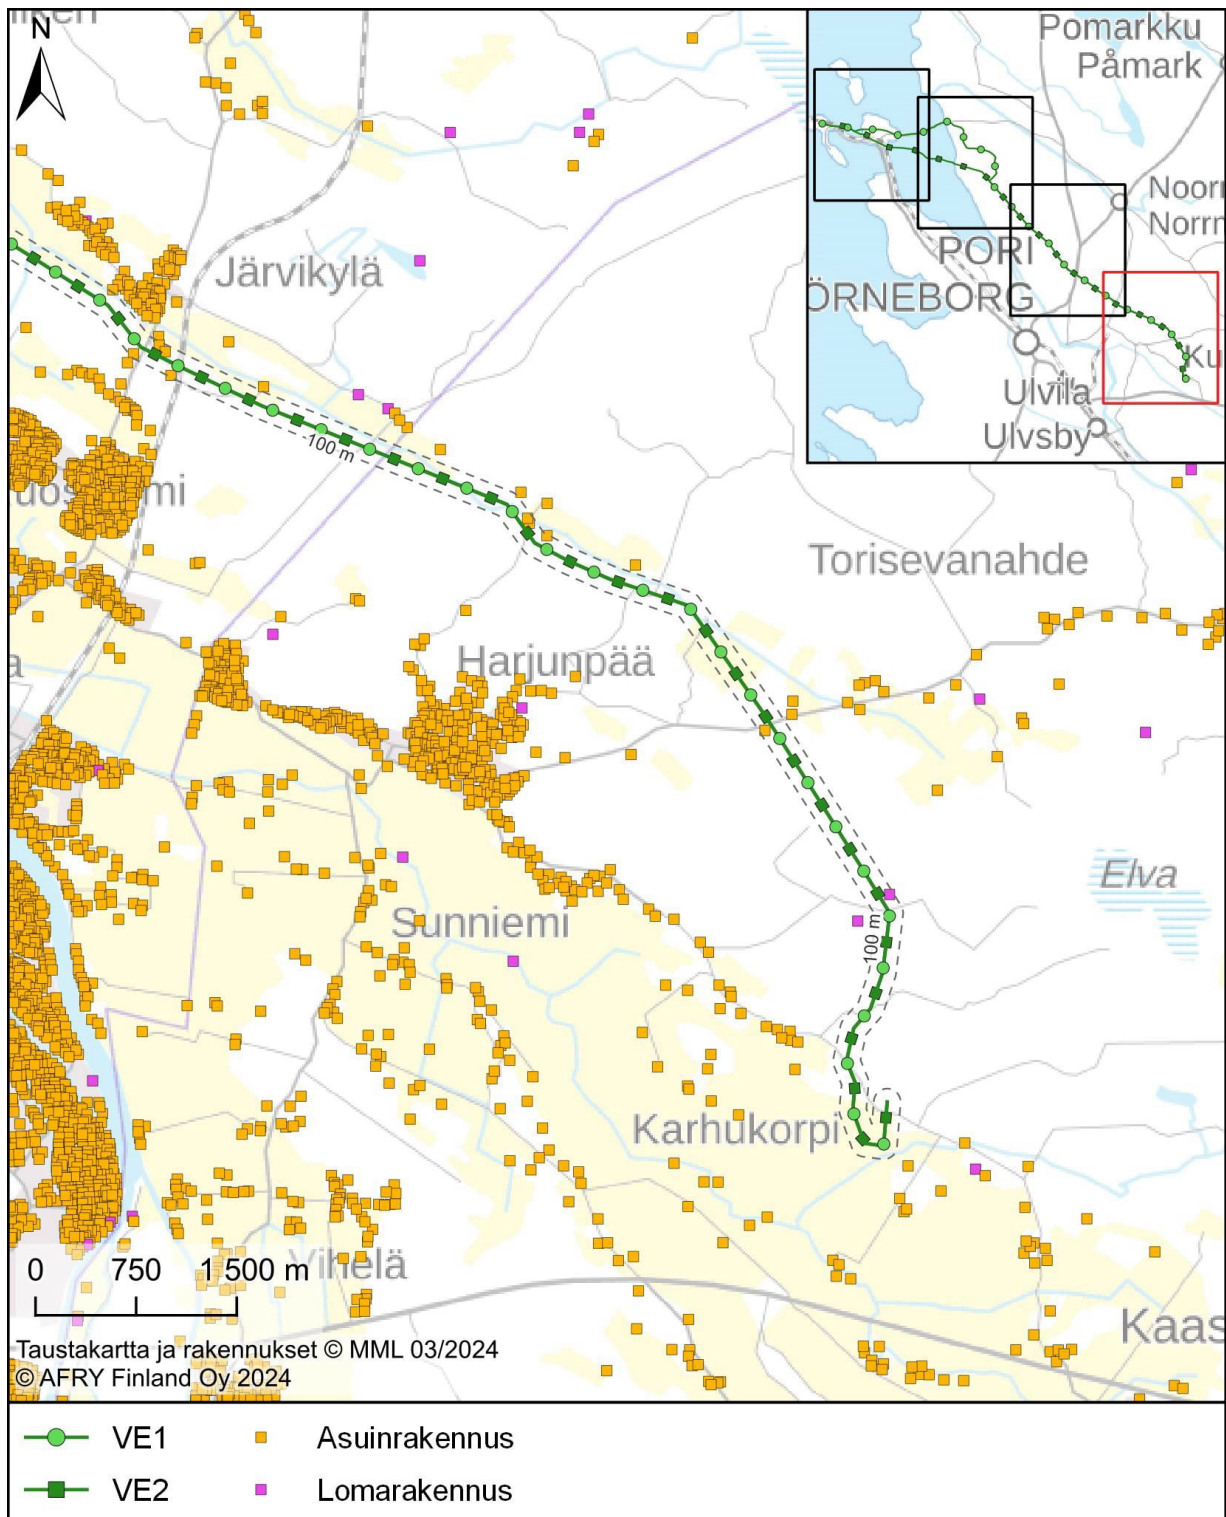 N
Pomarkku
Påmark
PORI
Ulvila
Ulvsby
Järvikylä
100 m
Torisevanahde
Harjunpää
Elva
Sunniemi
100 m
Karhukorpi
0 750 1 500 m
Vihelä
Kaas
Taustakartta ja rakennukset © MML 03/2024
© AFRY Finland Oy 2024
VE1 Asuinrakennus
VE2 Lomarakennus